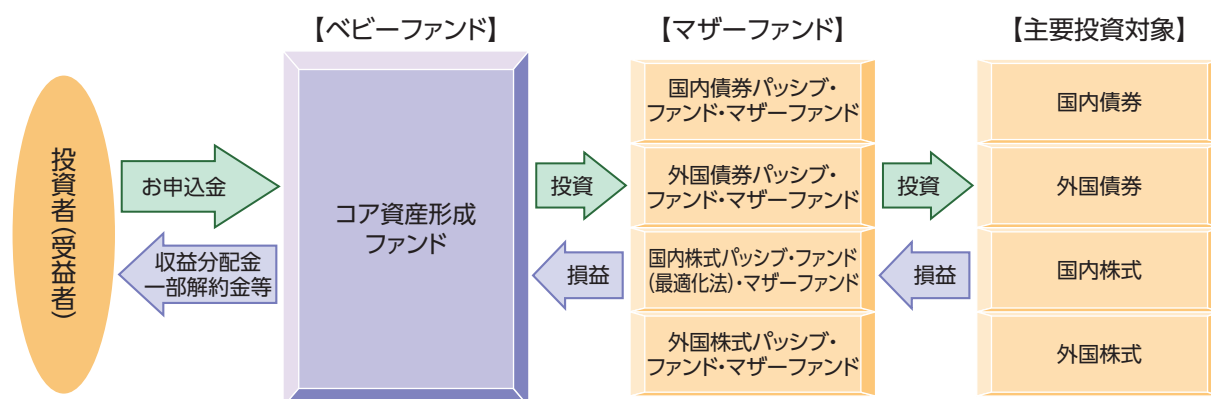 【ベビーファンド】
【マザーファンド】
【主要投資対象】
投資者(受益者)
お申込金
収益分配金
一部解約金等
コア資産形成
ファンド
投資
損益
国内債券パッシブ・
ファンド・マザーファンド
外国債券パッシブ・
ファンド・マザーファンド
国内株式パッシブ・ファンド
(最適化法)・マザーファンド
外国株式パッシブ・
ファンド・マザーファンド
投資
損益
国内債券
外国債券
国内株式
外国株式